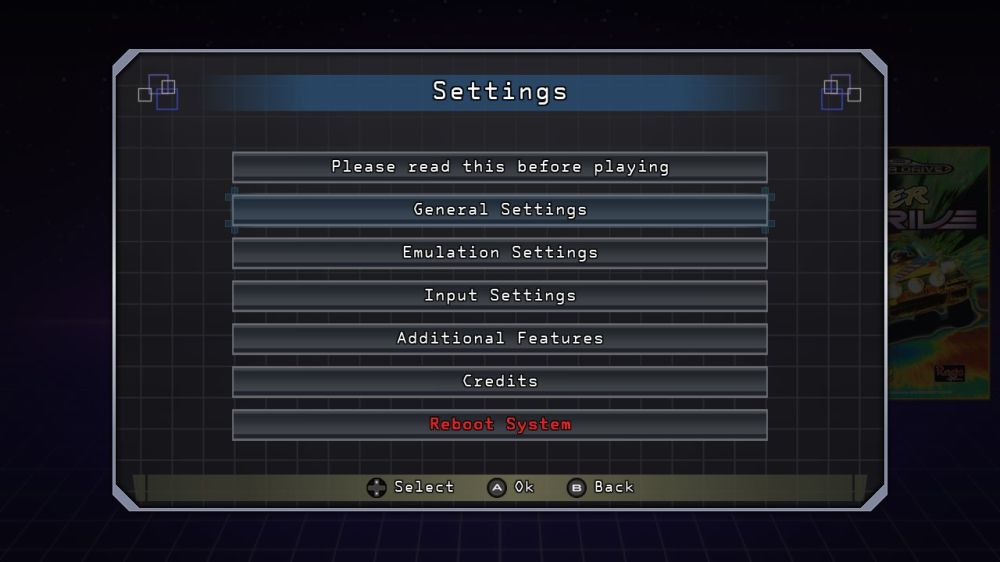 Settings
Please read this before playing
General Settings
Emulation Settings
Input Settings
Additional Features
Credits
Reboot System
Select
A Ok
B Back
Rage